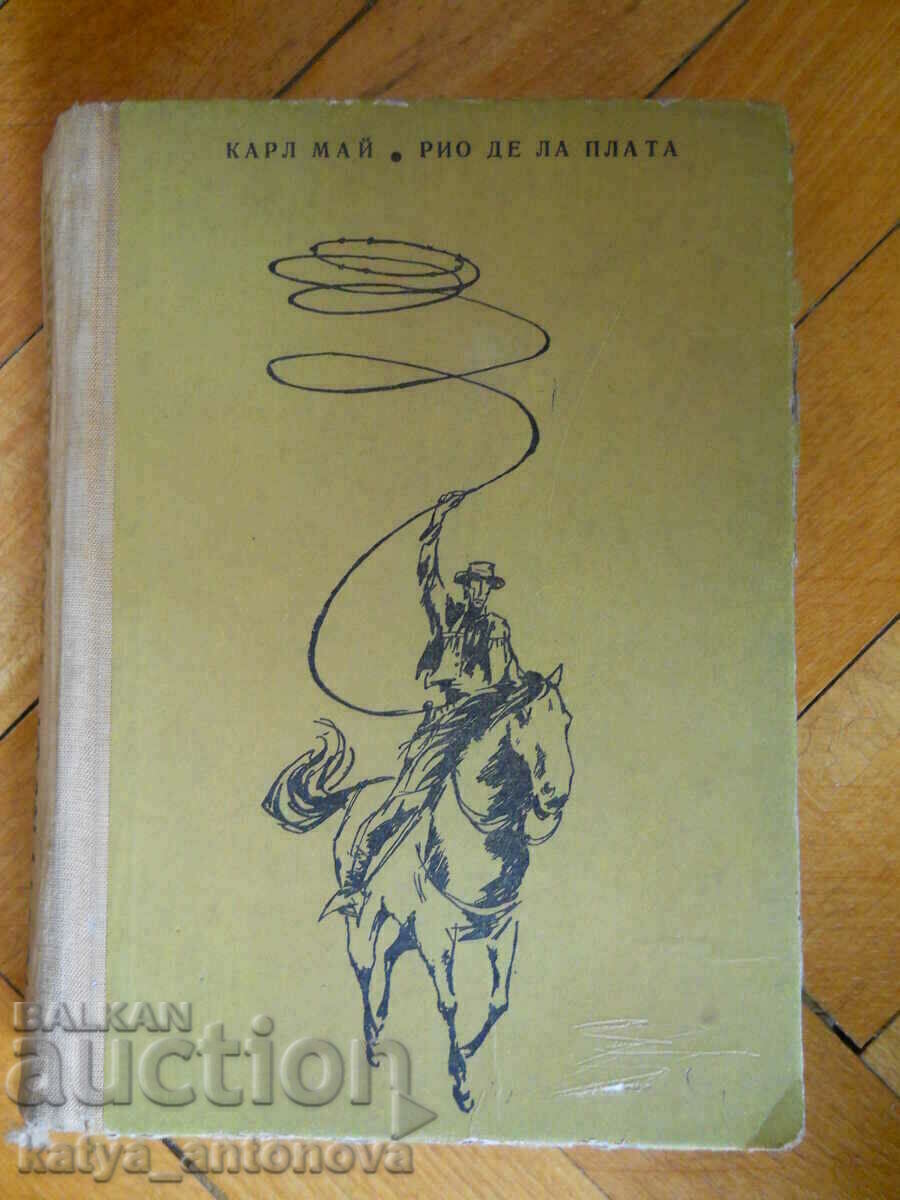 КАРЛ МАЙ • РИО ДЕ ЛА ПЛАТА
BALKAN
auction
katya_antonova